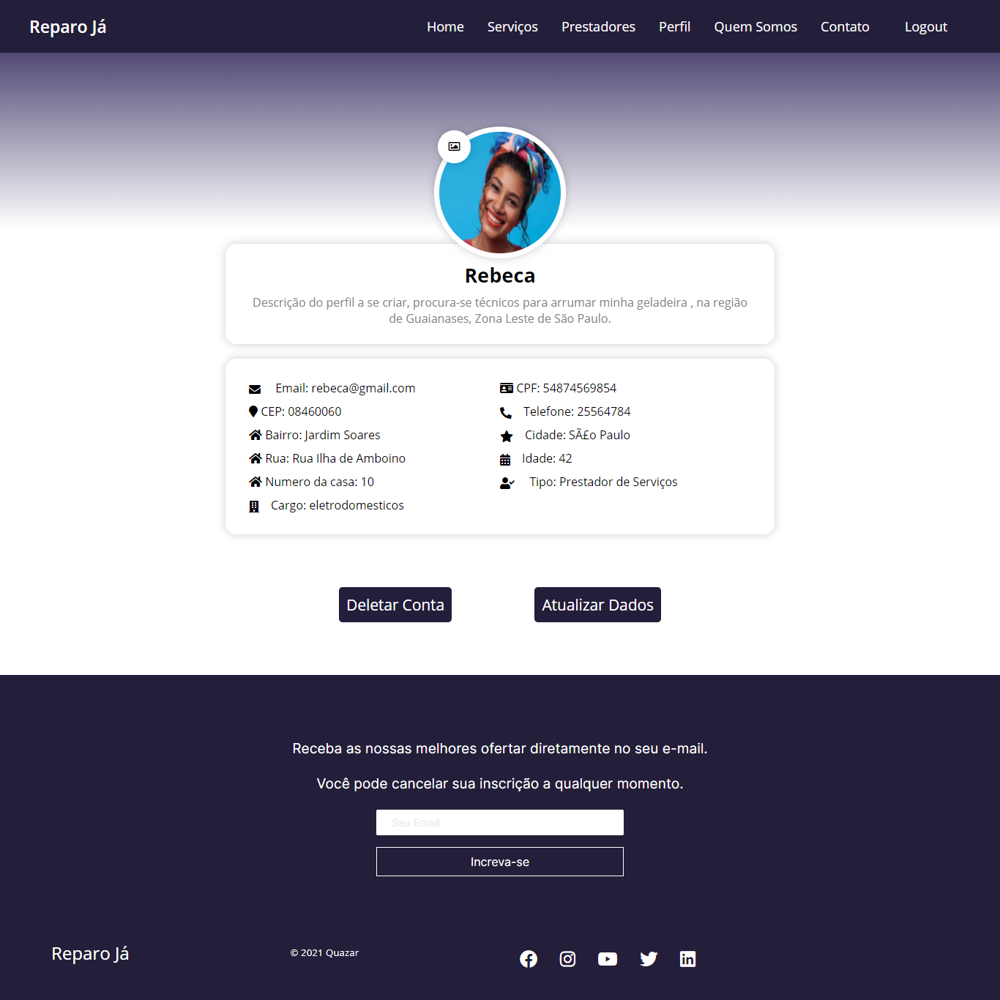 Reparo Já
Home Serviços Prestadores Perfil Quem Somos Contato Logout
Rebeca
Descrição do perfil a se criar, procura-se técnicos para arrumar minha geladeira , na região
de Guaianases, Zona Leste de São Paulo.
Email: rebeca@gmail.com
CPF: 54874569854
CEP: 08460060
Telefone: 25564784
Bairro: Jardim Soares
Cidade: SÃ£o Paulo
Rua: Rua Ilha de Amboino
Idade: 42
Numero da casa: 10
Tipo: Prestador de Serviços
Cargo: eletrodomesticos
Deletar Conta
Atualizar Dados
Receba as nossas melhores ofertar diretamente no seu e-mail.
Você pode cancelar sua inscrição a qualquer momento.
Seu Email
Increva-se
Reparo Já
© 2021 Quazar